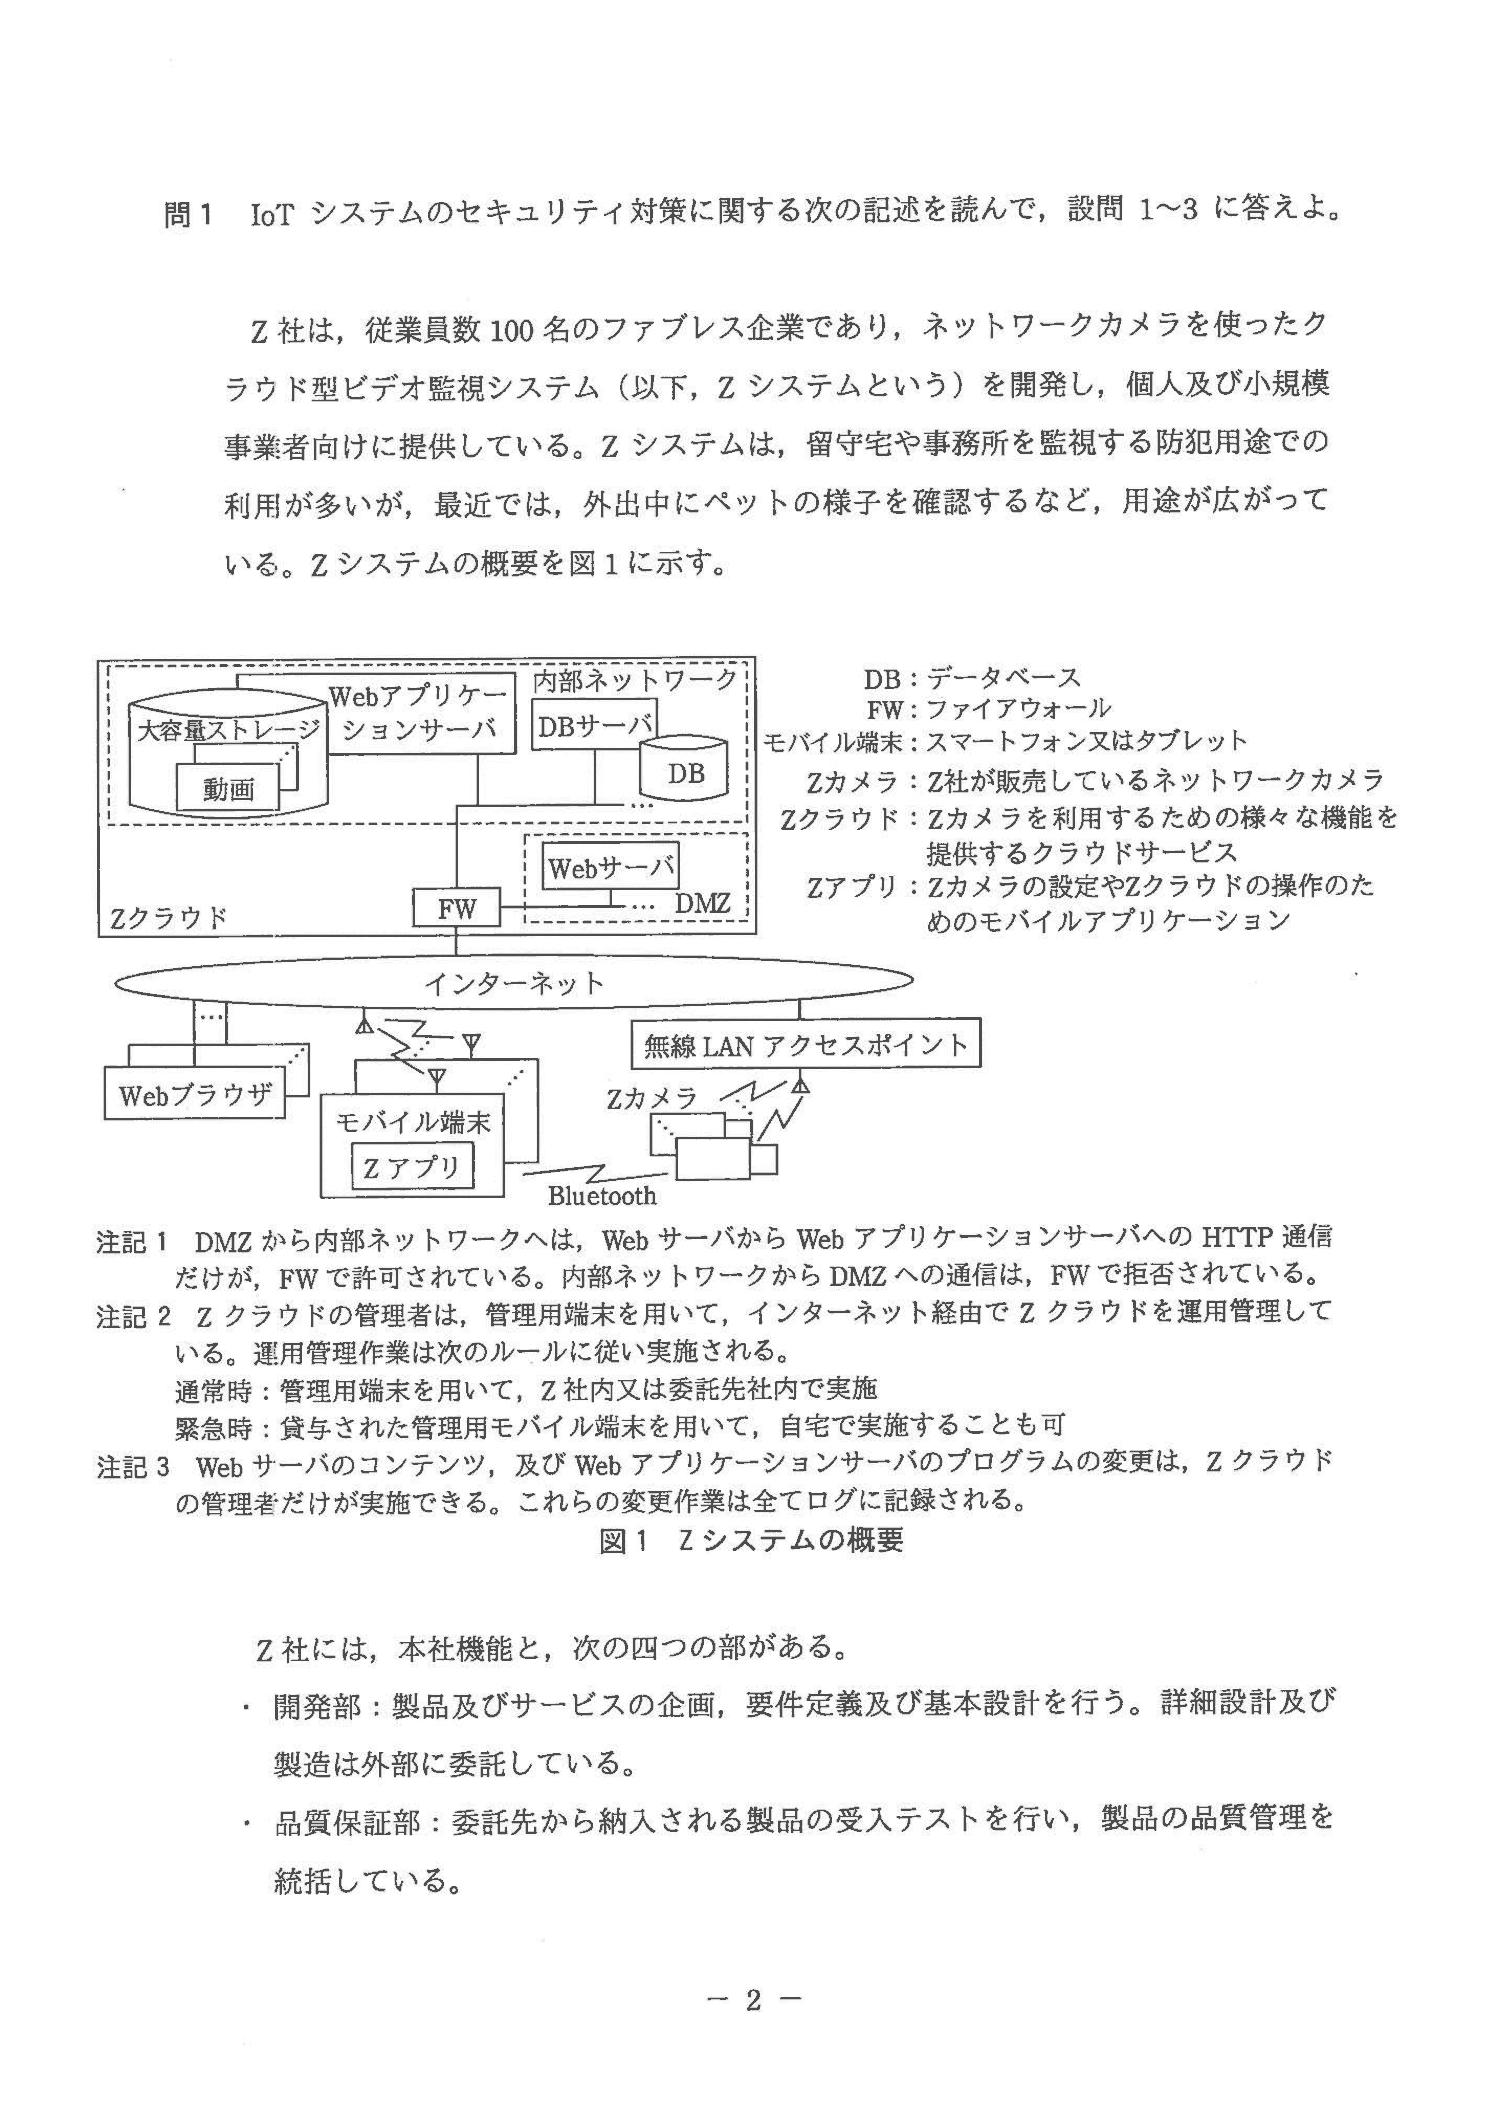 問1 IoT システムのセキュリティ対策に関する次の記述を読んで，設問 1～3 に答えよ。
Z 社は，従業員数 100 名のファブレス企業であり，ネットワークカメラを使ったク
ラウド型ビデオ監視システム（以下，Z システムという）を開発し，個人及び小規模
事業者向けに提供している。Z システムは，留守宅や事務所を監視する防犯用途での
利用が多いが，最近では，外出中にペットの様子を確認するなど，用途が広がって
いる。Z システムの概要を図 1 に示す。
内部ネットワーク
Webアプリケー
ションサーバ
大容量ストレージ
動画
DBサーバ
DB
…
Webサーバ
… DMZ
FW
Zクラウド
DB：データベース
FW：ファイアウォール
モバイル端末：スマートフォン又はタブレット
Zカメラ：Z社が販売しているネットワークカメラ
Zクラウド：Zカメラを利用するための様々な機能を
提供するクラウドサービス
Zアプリ：Zカメラの設定やZクラウドの操作のた
めのモバイルアプリケーション
インターネット
…
Webブラウザ
モバイル端末
Z アプリ
無線 LAN アクセスポイント
Zカメラ
Bluetooth
注記 1 DMZ から内部ネットワークへは，Web サーバから Web アプリケーションサーバへの HTTP 通信
だけが，FW で許可されている。内部ネットワークから DMZ への通信は，FW で拒否されている。
注記 2 Z クラウドの管理者は，管理用端末を用いて，インターネット経由で Z クラウドを運用管理して
いる。運用管理作業は次のルールに従い実施される。
通常時：管理用端末を用いて，Z 社内又は委託先社内で実施
緊急時：貸与された管理用モバイル端末を用いて，自宅で実施することも可
注記 3 Web サーバのコンテンツ，及び Web アプリケーションサーバのプログラムの変更は，Z クラウド
の管理者だけが実施できる。これらの変更作業は全てログに記録される。
図 1 Z システムの概要
Z 社には，本社機能と，次の四つの部がある。
・ 開発部：製品及びサービスの企画，要件定義及び基本設計を行う。詳細設計及び
製造は外部に委託している。
・ 品質保証部：委託先から納入される製品の受入テストを行い，製品の品質管理を
統括している。
－ 2 －